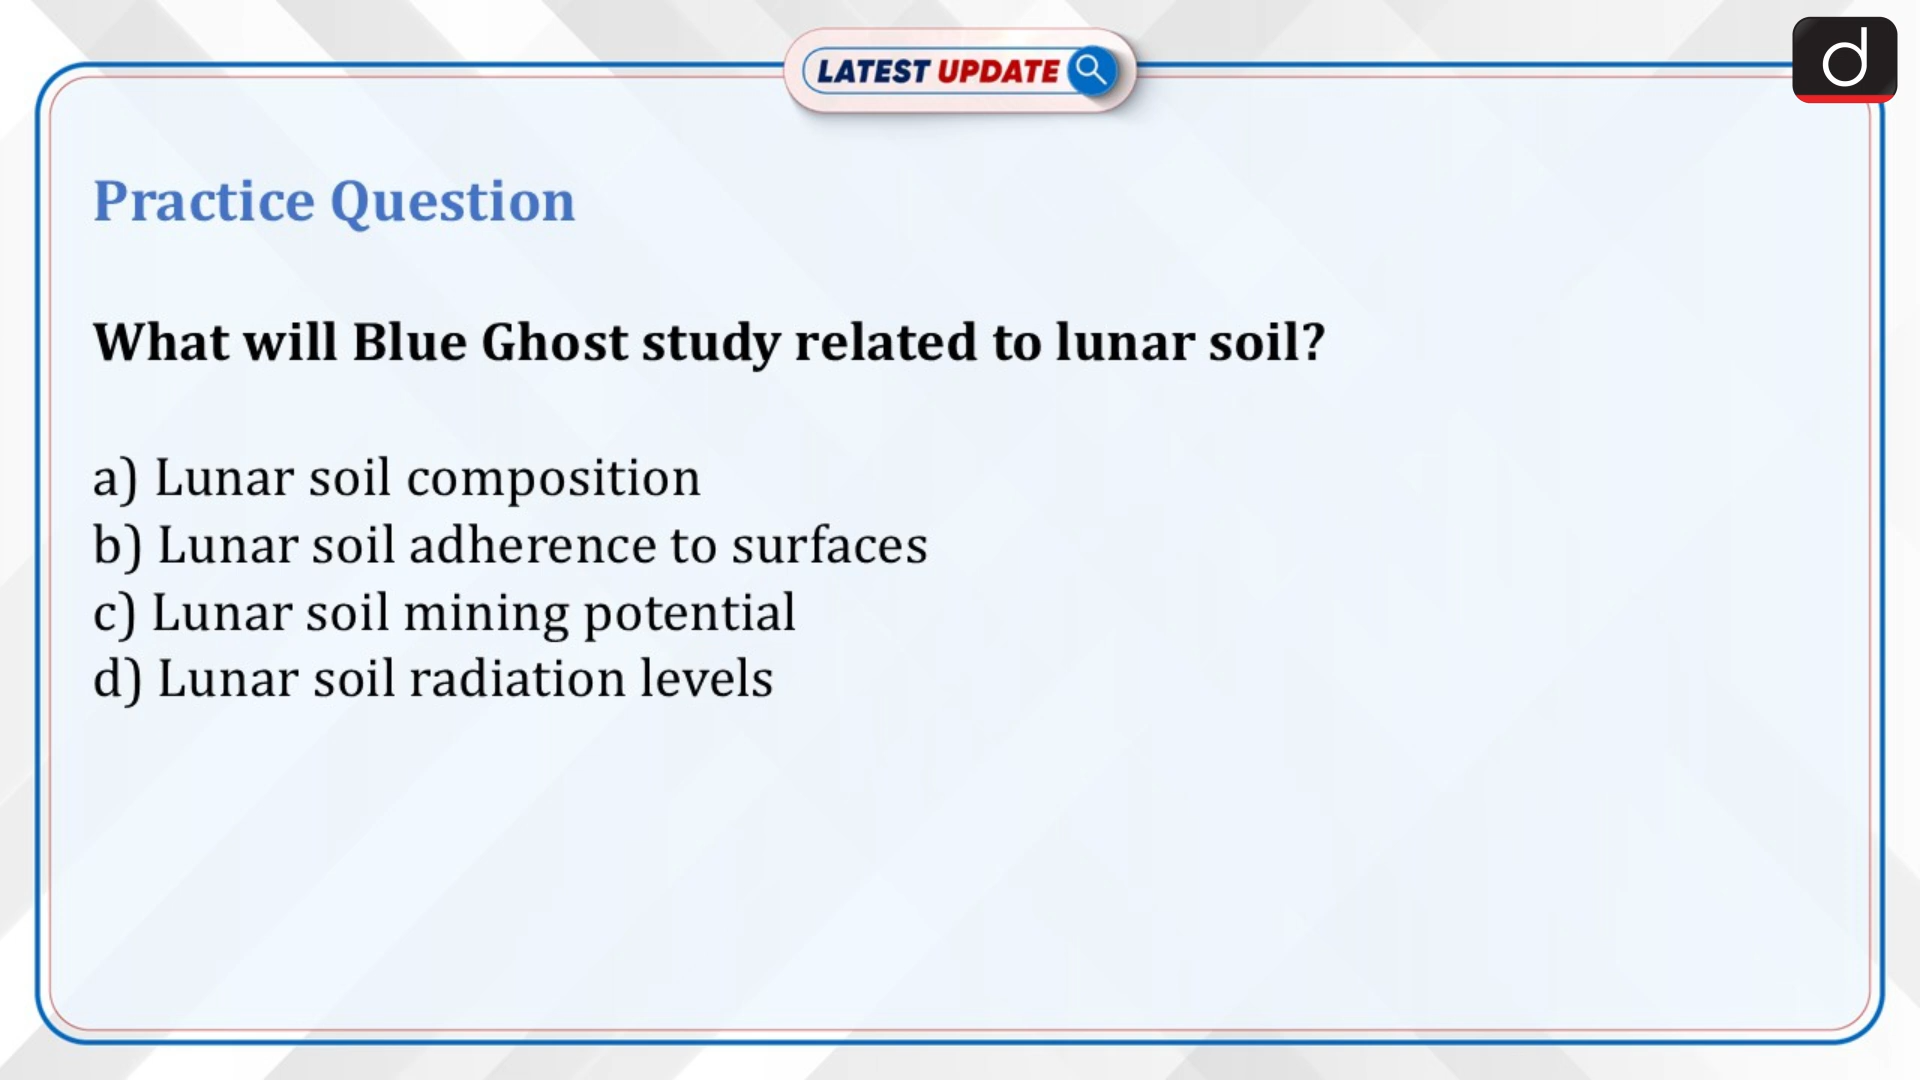 LATEST UPDATE
d
Practice Question
What will Blue Ghost study related to lunar soil?
a) Lunar soil composition
b) Lunar soil adherence to surfaces
c) Lunar soil mining potential
d) Lunar soil radiation levels